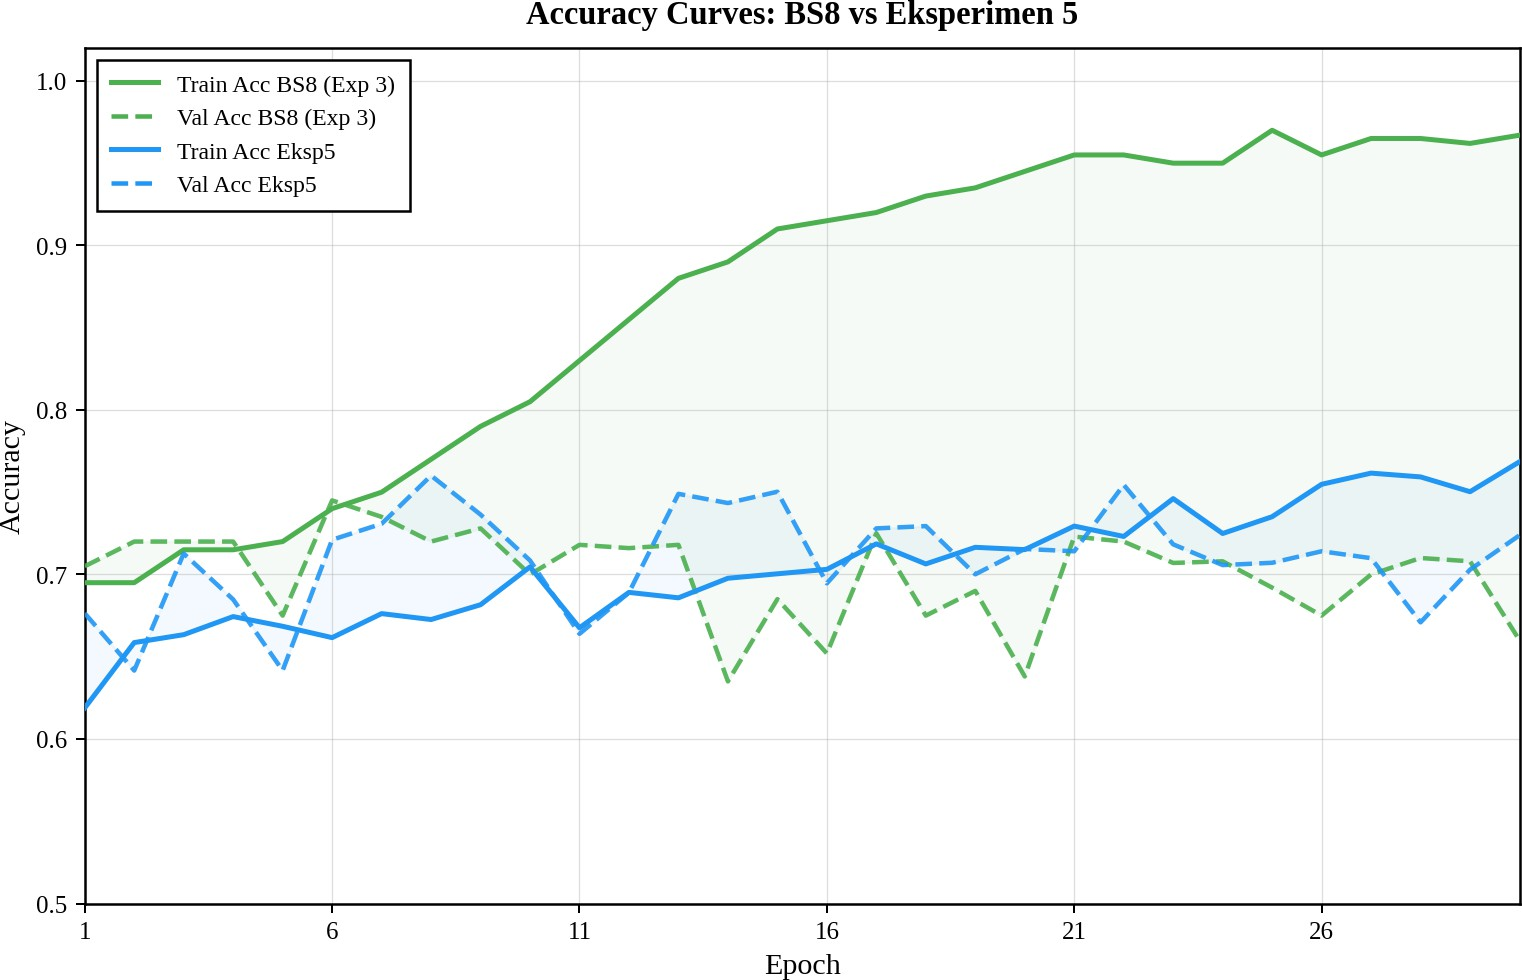 Accuracy Curves: BS8 vs Eksperimen 5
Train Acc BS8 (Exp 3)
Val Acc BS8 (Exp 3)
Train Acc Eksp5
Val Acc Eksp5
1.0
0.9
0.8
0.7
0.6
0.5
Accuracy
1 6 11 16 21 26
Epoch